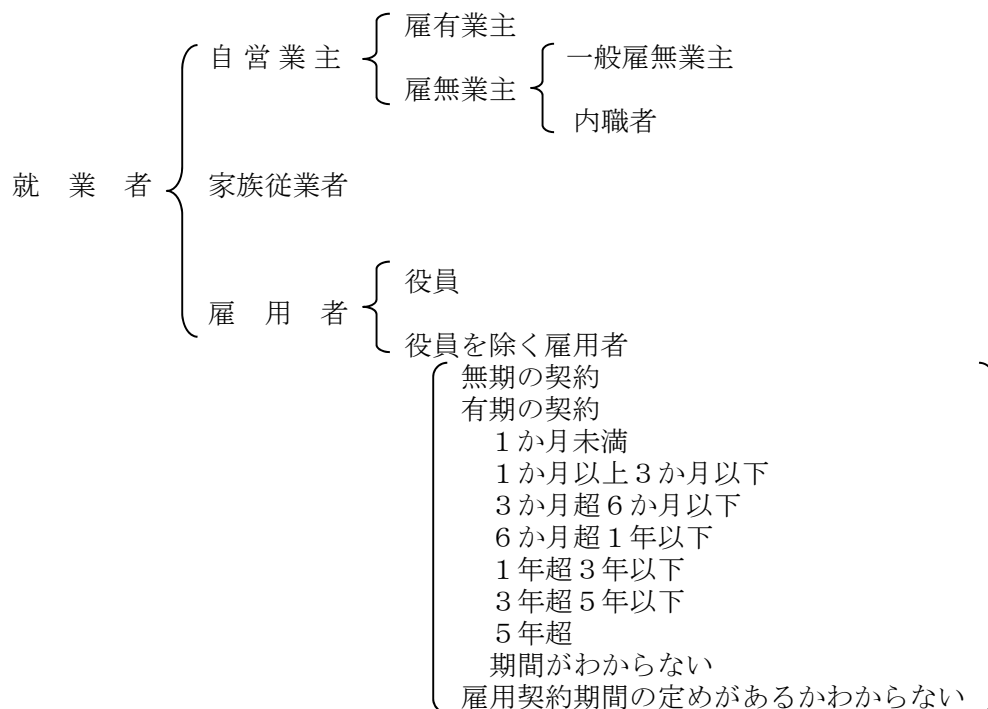 雇有業主
自営業主
一般雇無業主
雇無業主
内職者
就業者
家族従業者
役員
雇用者
役員を除く雇用者
無期の契約
有期の契約
１か月未満
１か月以上３か月以下
３か月超６か月以下
６か月超１年以下
１年超３年以下
３年超５年以下
５年超
期間がわからない
雇用契約期間の定めがあるかわからない